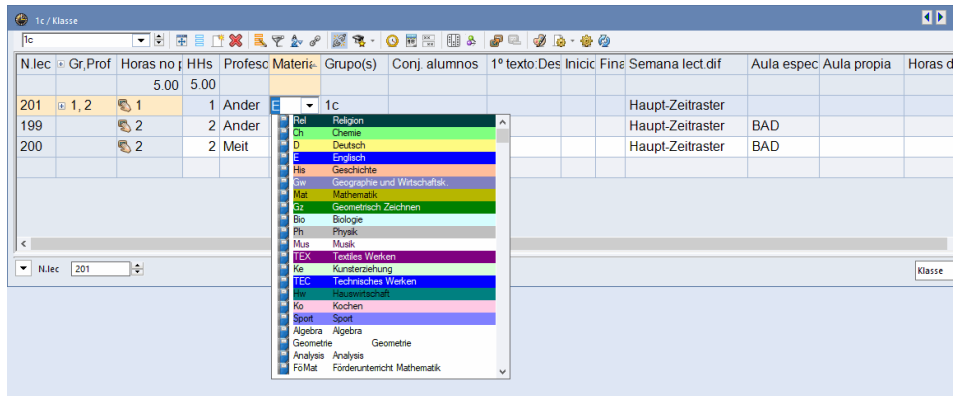 1c / Klasse
1c
N.lec Gr,Prof Horas no p HHs Profeso Materia Grupo(s) Conj. alumnos 1º texto:Des Inicio Fina Semana lect.dif Aula espec Aula propia Horas d
5.00 5.00
201 1, 2 1 1 Ander E 1c Haupt-Zeitraster
199 2 2 Ander Haupt-Zeitraster BAD
200 2 2 Meit Haupt-Zeitraster BAD
Rel Religion
Ch Chemie
D Deutsch
E Englisch
His Geschichte
Gw Geographie und Wirtschaftsk.
Mat Mathematik
Gz Geometrisch Zeichnen
Bio Biologie
Ph Physik
Mus Musik
TEX Textiles Werken
Ke Kunsterziehung
TEC Technisches Werken
Hw Hauswirtschaft
Ko Kochen
Sport Sport
Algebra Algebra
Geometrie Geometrie
Analysis Analysis
FöMat Förderunterricht Mathematik
N.lec 201
Klasse